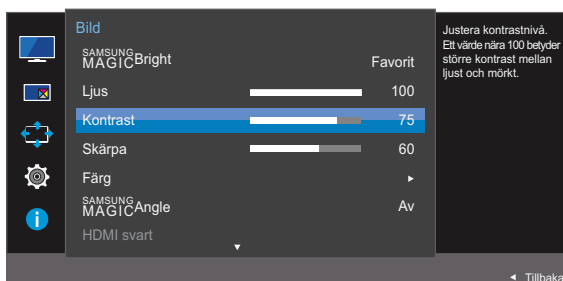 Bild
SAMSUNG
MAGICBright Favorit
Ljus 100
Kontrast 75
Skärpa 60
Färg
SAMSUNG
MAGICAngle Av
HDMI svart
Justera kontrastnivå.
Ett värde nära 100 betyder
större kontrast mellan
ljust och mörkt.
Tillbaka